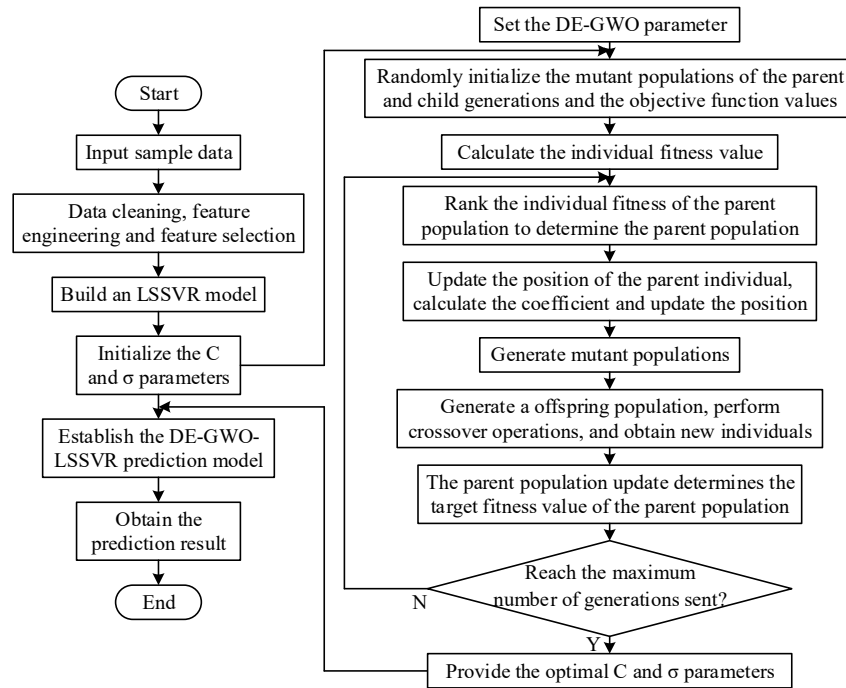 Start
Input sample data
Data cleaning, feature
engineering and feature selection
Build an LSSVR model
Initialize the C
and σ parameters
Establish the DE-GWO-
LSSVR prediction model
Obtain the
prediction result
End
Set the DE-GWO parameter
Randomly initialize the mutant populations of the parent
and child generations and the objective function values
Calculate the individual fitness value
Rank the individual fitness of the parent
population to determine the parent population
Update the position of the parent individual,
calculate the coefficient and update the position
Generate mutant populations
Generate a offspring population, perform
crossover operations, and obtain new individuals
The parent population update determines the
target fitness value of the parent population
Reach the maximum
number of generations sent?
N
Y
Provide the optimal C and σ parameters